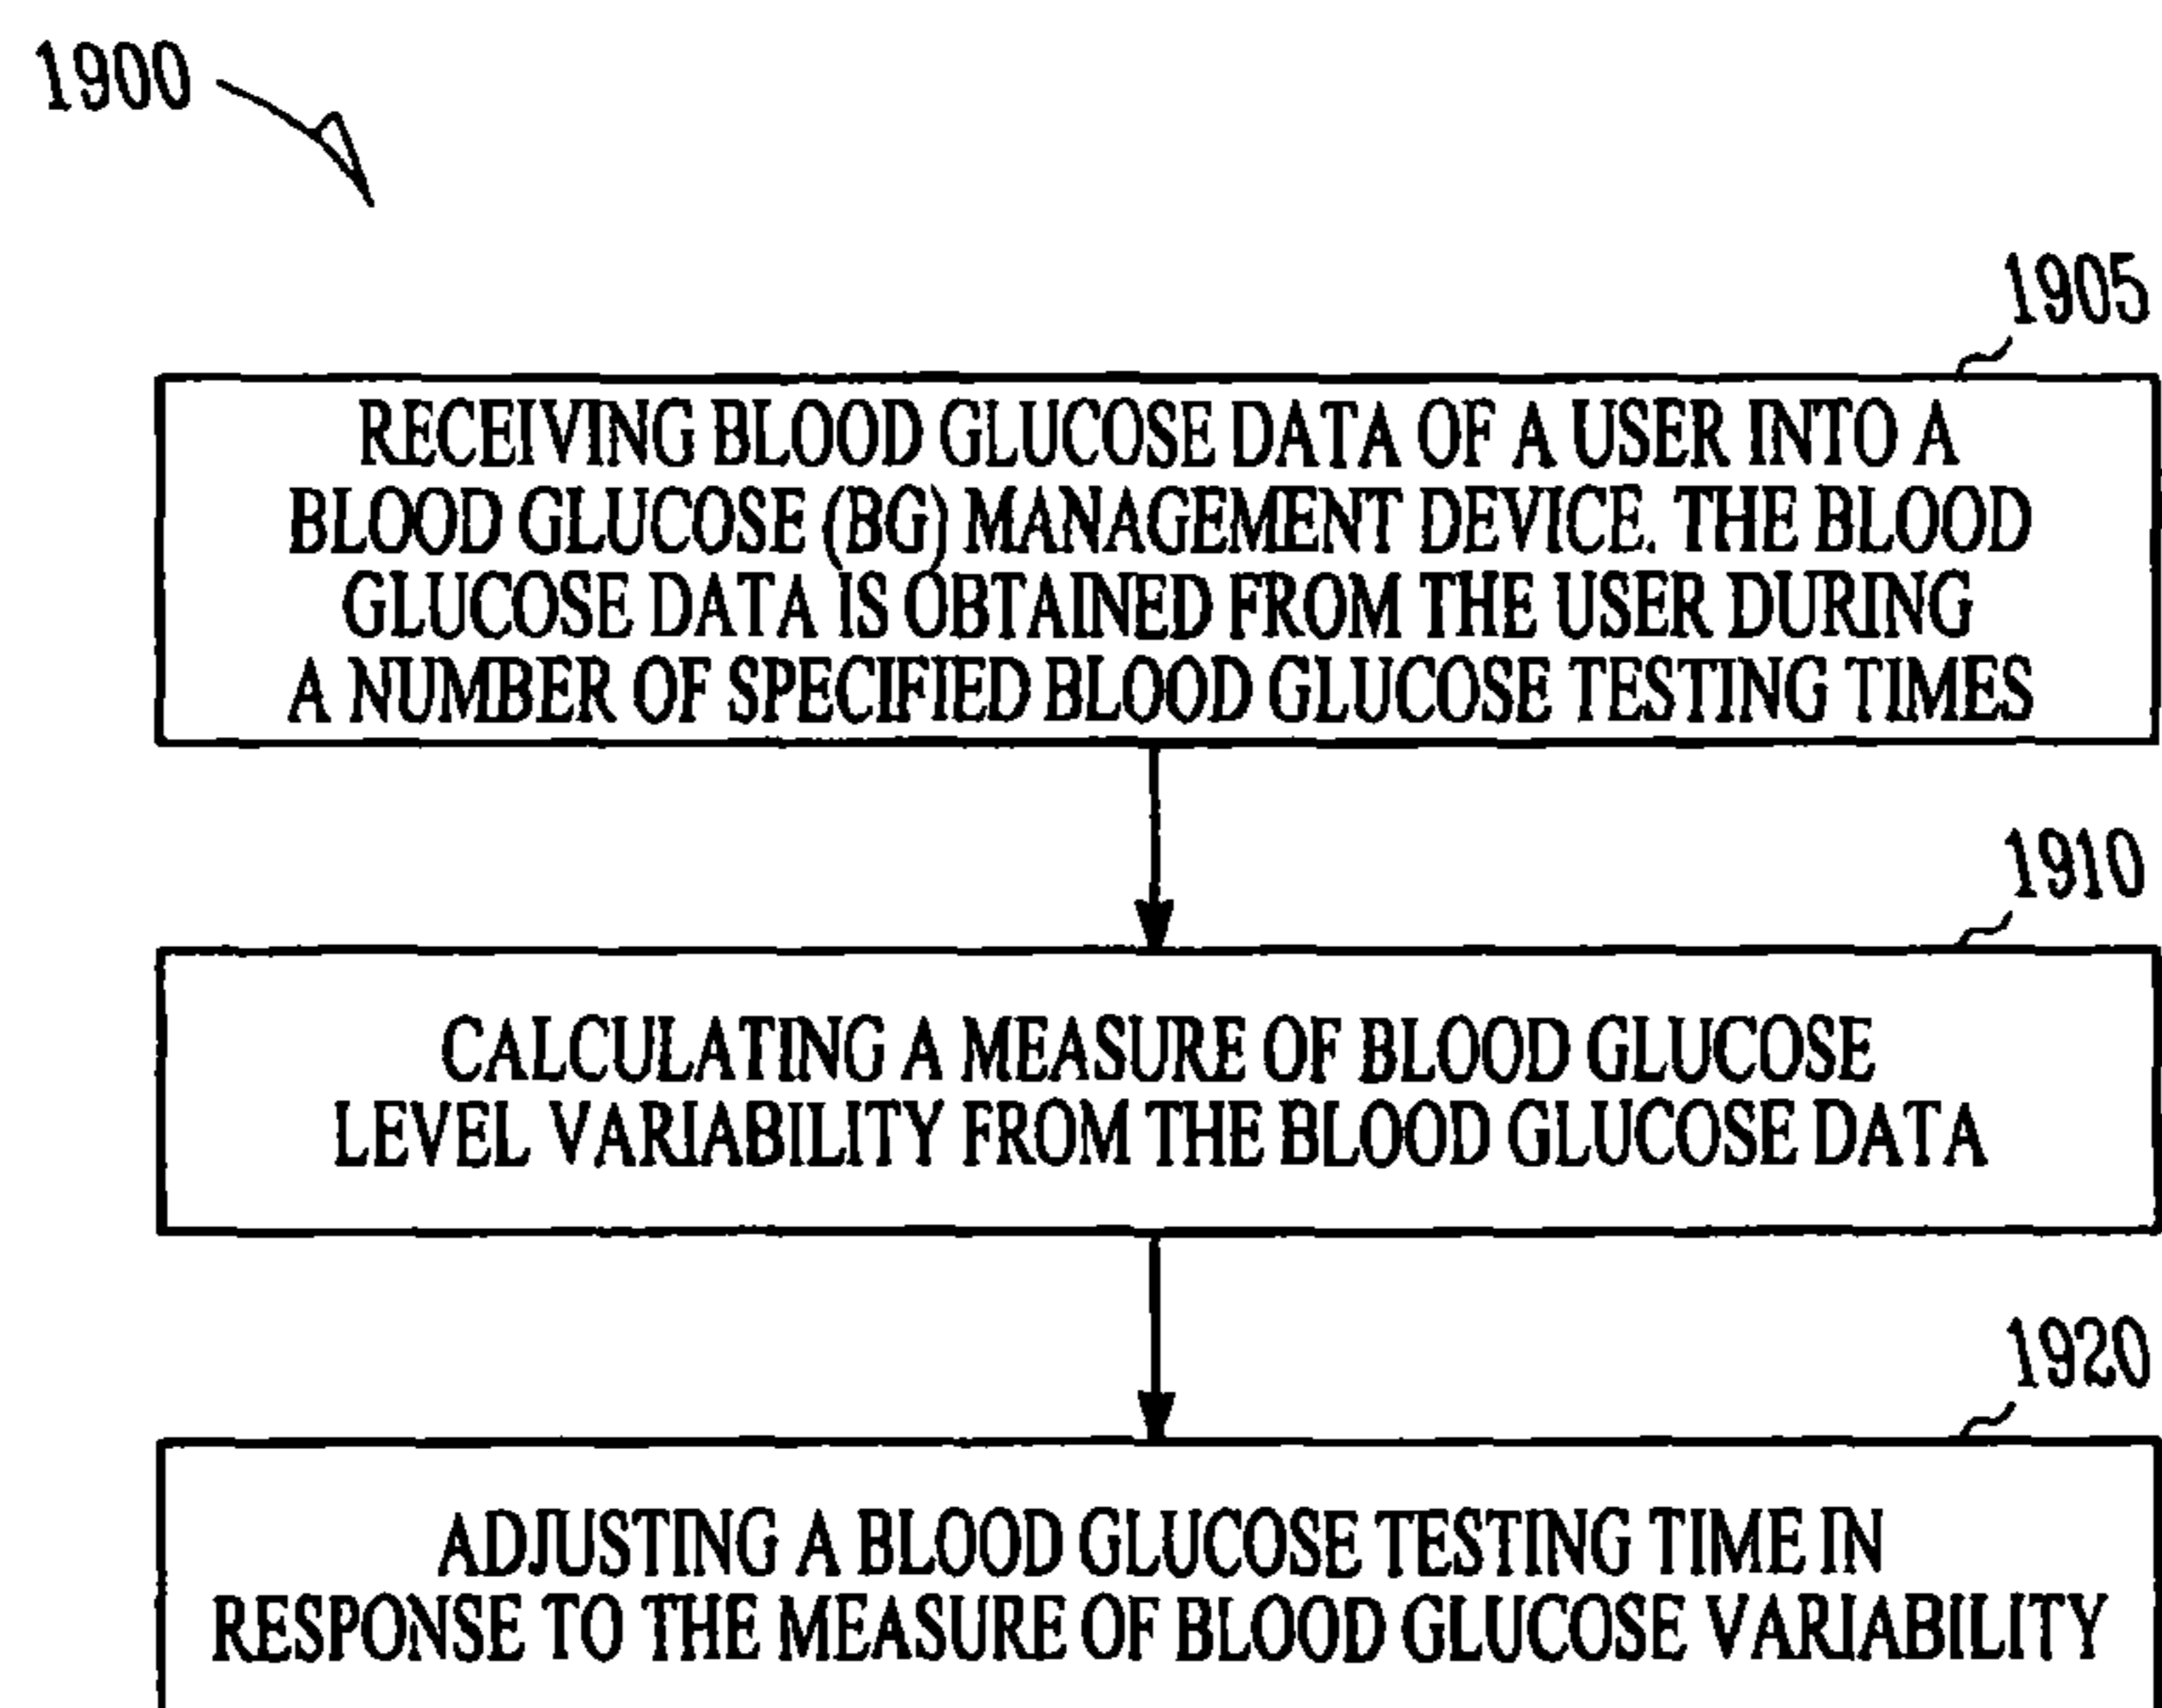 1900
1905
RECEIVING BLOOD GLUCOSE DATA OF A USER INTO A
BLOOD GLUCOSE (BG) MANAGEMENT DEVICE. THE BLOOD
GLUCOSE DATA IS OBTAINED FROM THE USER DURING
A NUMBER OF SPECIFIED BLOOD GLUCOSE TESTING TIMES
1910
CALCULATING A MEASURE OF BLOOD GLUCOSE
LEVEL VARIABILITY FROM THE BLOOD GLUCOSE DATA
1920
ADJUSTING A BLOOD GLUCOSE TESTING TIME IN
RESPONSE TO THE MEASURE OF BLOOD GLUCOSE VARIABILITY